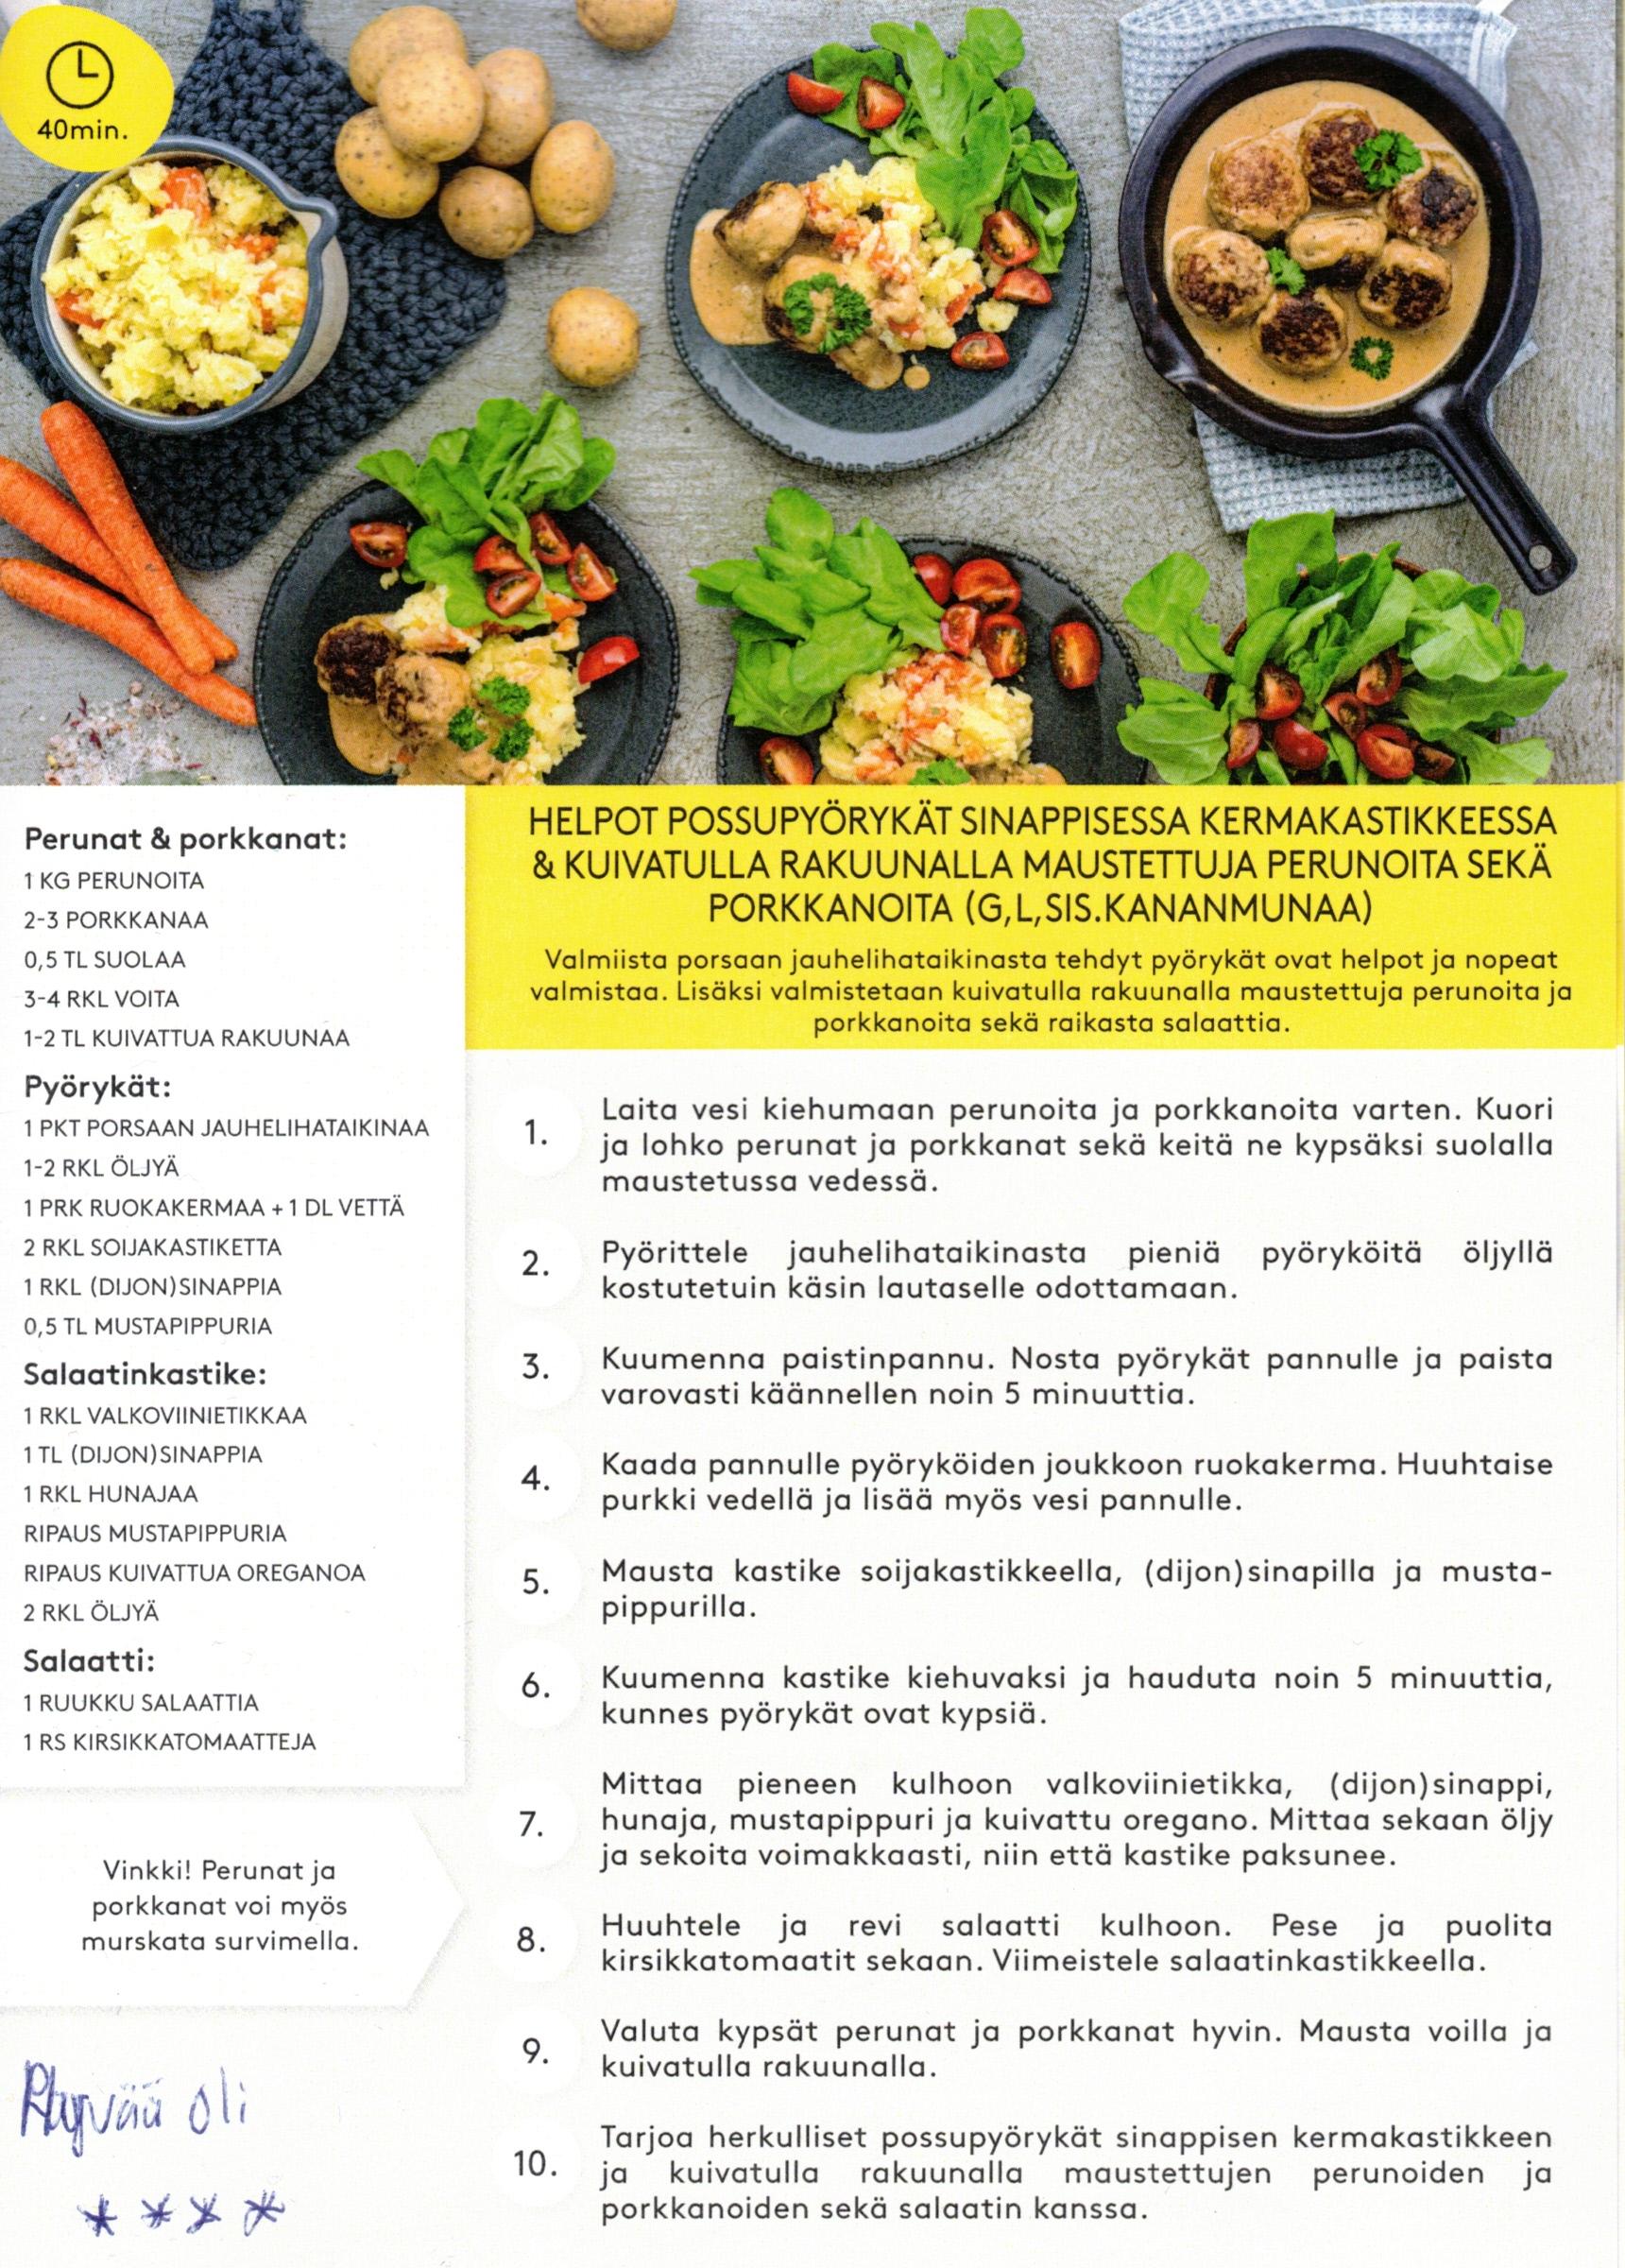 40min.
Perunat & porkkanat:
1 KG PERUNOITA
2-3 PORKKANAA
0,5 TL SUOLAA
3-4 RKL VOITA
1-2 TL KUIVATTUA RAKUUNAA
Pyörykät:
1 PKT PORSAAN JAUHELIHATAIKINAA
1-2 RKL ÖLJYÄ
1 PRK RUOKAKERMAA + 1 DL VETTÄ
2 RKL SOIJAKASTIKETTA
1 RKL (DIJON)SINAPPIA
0,5 TL MUSTAPIPPURIA
Salaatinkastike:
1 RKL VALKOVIINIETIKKAA
1 TL (DIJON)SINAPPIA
1 RKL HUNAJAA
RIPAUS MUSTAPIPPURIA
RIPAUS KUIVATTUA OREGANOA
2 RKL ÖLJYÄ
Salaatti:
1 RUUKKU SALAATTIA
1 RS KIRSIKKATOMAATTEJA
Vinkki! Perunat ja
porkkanat voi myös
murskata survimella.
Hyvää oli
* * * *
HELPOT POSSUPYÖRYKÄT SINAPPISESSA KERMAKASTIKKEESSA
& KUIVATULLA RAKUUNALLA MAUSTETTUJA PERUNOITA SEKÄ
PORKKANOITA (G,L,SIS.KANANMUNAA)
Valmiista porsaan jauhelihataikinasta tehdyt pyörykät ovat helpot ja nopeat
valmistaa. Lisäksi valmistetaan kuivatulla rakuunalla maustettuja perunoita ja
porkkanoita sekä raikasta salaattia.
1. Laita vesi kiehumaan perunoita ja porkkanoita varten. Kuori
ja lohko perunat ja porkkanat sekä keitä ne kypsäksi suolalla
maustetussa vedessä.
2. Pyörittele jauhelihataikinasta pieniä pyöryköitä öljyllä
kostutetuin käsin lautaselle odottamaan.
3. Kuumenna paistinpannu. Nosta pyörykät pannulle ja paista
varovasti käännellen noin 5 minuuttia.
4. Kaada pannulle pyöryköiden joukkoon ruokakerma. Huuhtaise
purkki vedellä ja lisää myös vesi pannulle.
5. Mausta kastike soijakastikkeella, (dijon)sinapilla ja musta-
pippurilla.
6. Kuumenna kastike kiehuvaksi ja hauduta noin 5 minuuttia,
kunnes pyörykät ovat kypsiä.
7. Mittaa pieneen kulhoon valkoviinietikka, (dijon)sinappi,
hunaja, mustapippuri ja kuivattu oregano. Mittaa sekaan öljy
ja sekoita voimakkaasti, niin että kastike paksunee.
8. Huuhtele ja revi salaatti kulhoon. Pese ja puolita
kirsikkatomaatit sekaan. Viimeistele salaatinkastikkeella.
9. Valuta kypsät perunat ja porkkanat hyvin. Mausta voilla ja
kuivatulla rakuunalla.
10. Tarjoa herkulliset possupyörykät sinappisen kermakastikkeen
ja kuivatulla rakuunalla maustettujen perunoiden ja
porkkanoiden sekä salaatin kanssa.